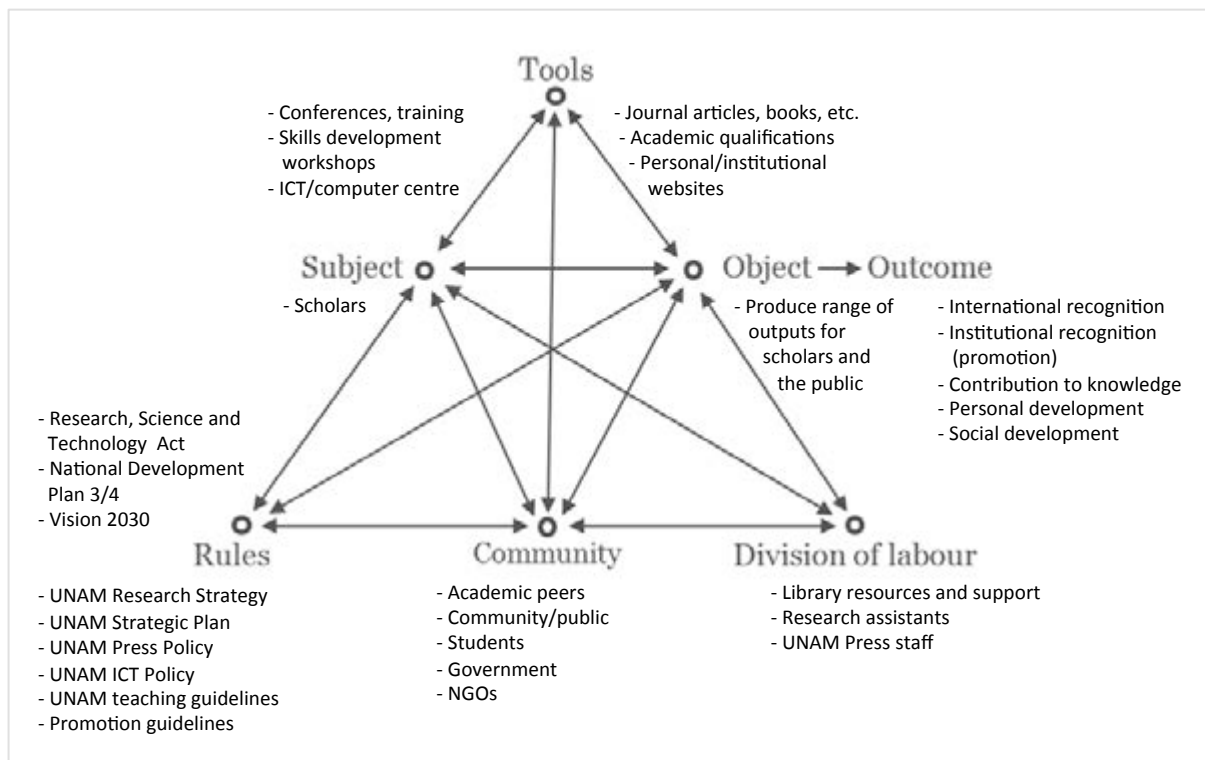 Tools
- Conferences, training
- Skills development
workshops
- ICT/computer centre
- Journal articles, books, etc.
- Academic qualifications
- Personal/institutional
websites
Subject
- Scholars
Object
Outcome
- Produce range of
outputs for
scholars and
the public
- International recognition
- Institutional recognition
(promotion)
- Contribution to knowledge
- Personal development
- Social development
- Research, Science and
Technology Act
- National Development
Plan 3/4
- Vision 2030
Rules
- UNAM Research Strategy
- UNAM Strategic Plan
- UNAM Press Policy
- UNAM ICT Policy
- UNAM teaching guidelines
- Promotion guidelines
Community
- Academic peers
- Community/public
- Students
- Government
- NGOs
Division of labour
- Library resources and support
- Research assistants
- UNAM Press staff